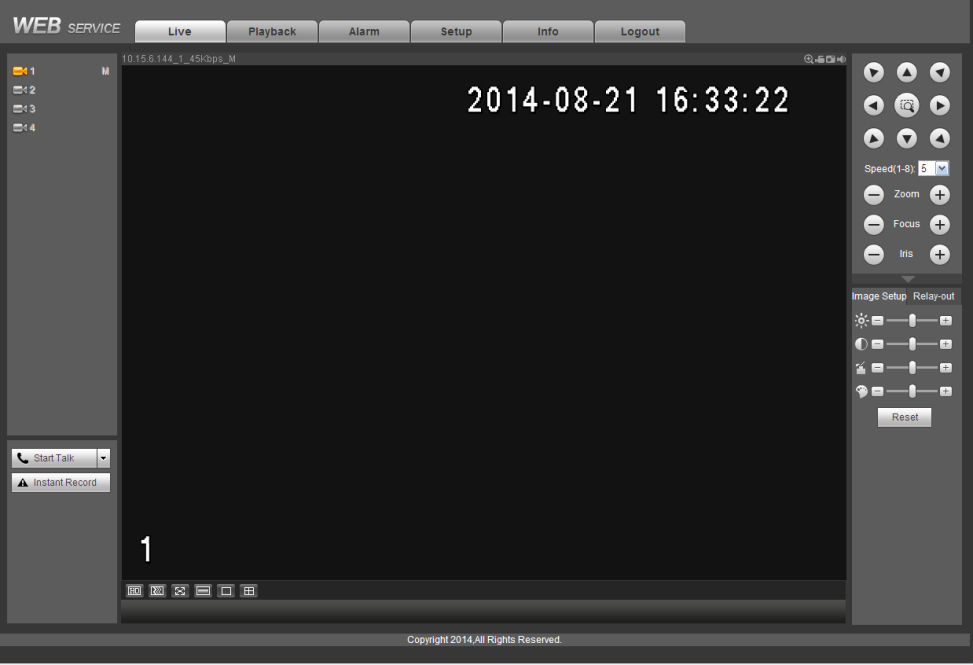 WEB SERVICE
Live Playback Alarm Setup Info Logout
10.15.6.144_1_45Kbps_M
1 M
2
3
4
2014-08-21 16:33:22
1
Speed(1-8): 5
Zoom
Focus
Iris
Image Setup Relay-out
Reset
Start Talk
Instant Record
Copyright 2014,All Rights Reserved.